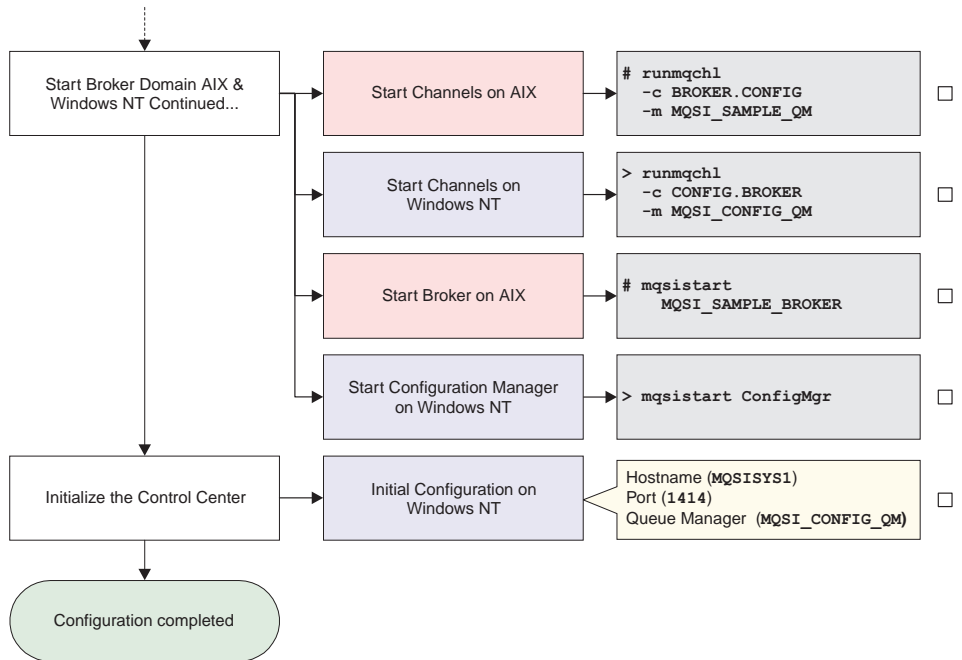 Start Broker Domain AIX &
Windows NT Continued...
Start Channels on AIX
# runmqchl
-c BROKER.CONFIG
-m MQSI_SAMPLE_QM
Start Channels on
Windows NT
> runmqchl
-c CONFIG.BROKER
-m MQSI_CONFIG_QM
Start Broker on AIX
# mqsistart
MQSI_SAMPLE_BROKER
Start Configuration Manager
on Windows NT
> mqsistart ConfigMgr
Initialize the Control Center
Initial Configuration on
Windows NT
Hostname (MQSISYS1)
Port (1414)
Queue Manager (MQSI_CONFIG_QM)
Configuration completed